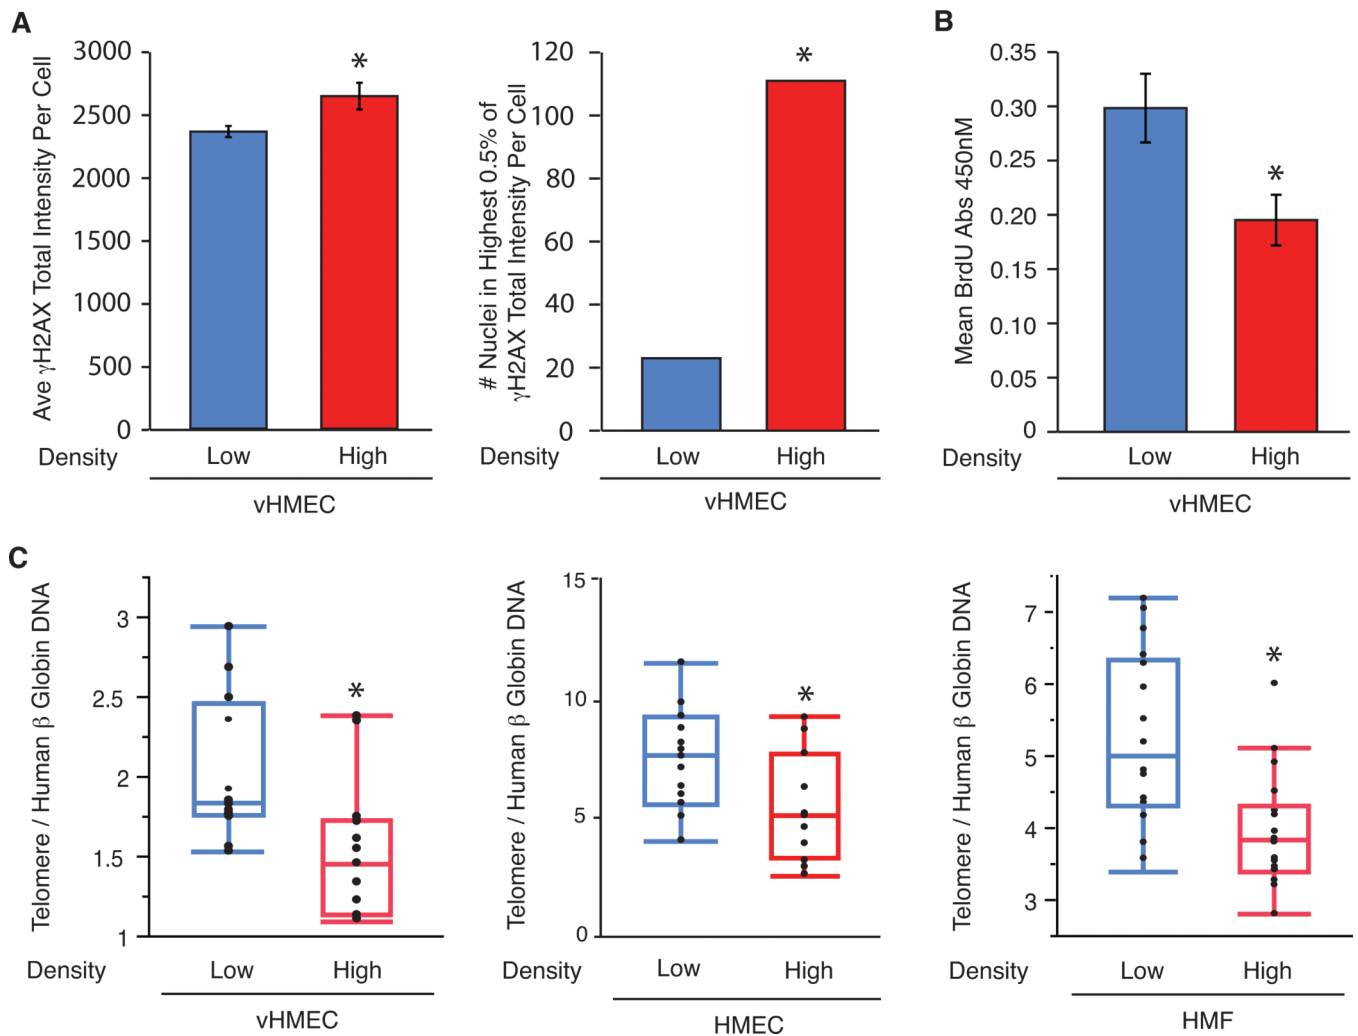 A
Ave γH2AX Total Intensity Per Cell
3000
2500
2000
1500
1000
500
0
*
Density
Low
High
vHMEC
# Nuclei in Highest 0.5% of
γH2AX Total Intensity Per Cell
120
100
80
60
40
20
0
*
Density
Low
High
vHMEC
B
Mean BrdU Abs 450nM
0.35
0.30
0.25
0.20
0.15
0.10
0.05
0
*
Density
Low
High
vHMEC
C
Telomere / Human β Globin DNA
3
2.5
2
1.5
1
*
Density
Low
High
vHMEC
Telomere / Human β Globin DNA
15
10
5
0
*
Density
Low
High
HMEC
Telomere / Human β Globin DNA
7
6
5
4
3
*
Density
Low
High
HMF